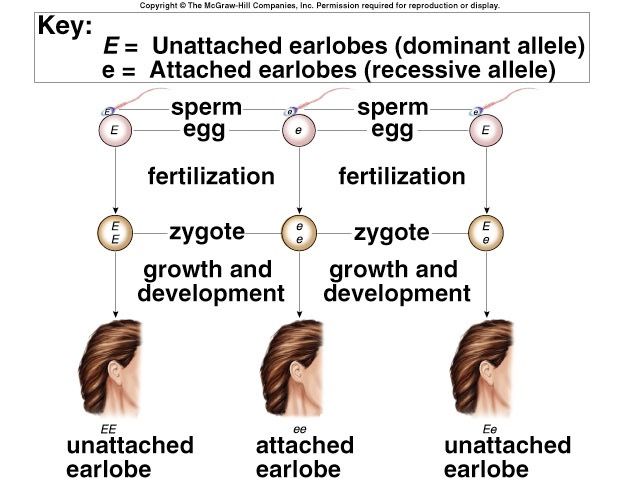 Copyright © The McGraw-Hill Companies, Inc. Permission required for reproduction or display.
Key:
E = Unattached earlobes (dominant allele)
e = Attached earlobes (recessive allele)
E sperm e sperm e
E egg e egg E
fertilization fertilization
E e E
E zygote e zygote e
growth and growth and
development development
EE ee Ee
unattached attached unattached
earlobe earlobe earlobe